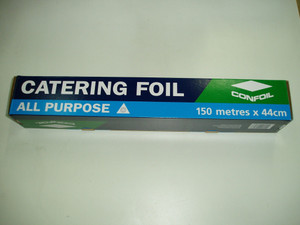 CATERING FOIL
ALL PURPOSE
150 metres x 44cm
CONFOIL